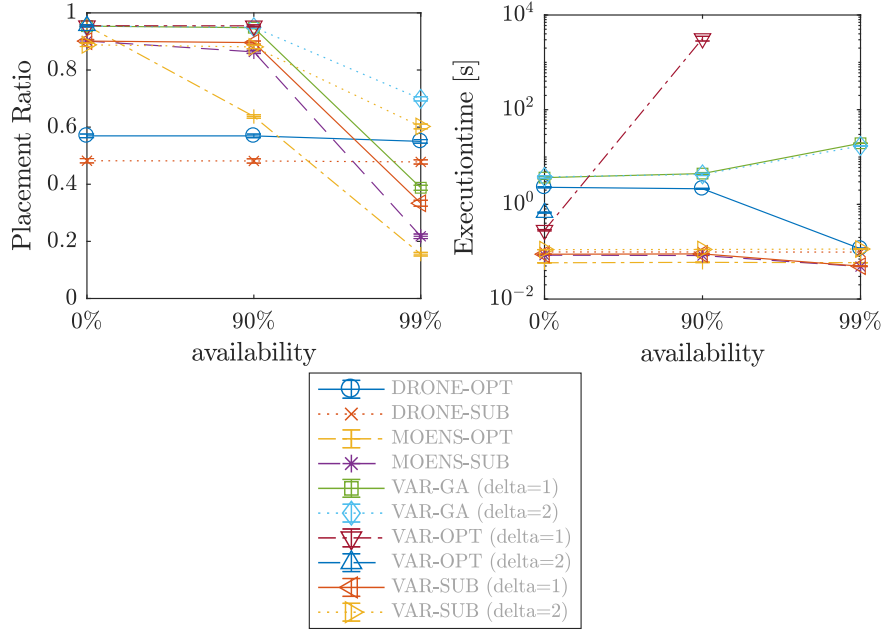 1
0.8
0.6
0.4
0.2
0
Placement Ratio
0%
90%
99%
availability
10^4
10^2
10^0
10^-2
Executiontime [s]
0%
90%
99%
availability
DRONE-OPT
DRONE-SUB
MOENS-OPT
MOENS-SUB
VAR-GA (delta=1)
VAR-GA (delta=2)
VAR-OPT (delta=1)
VAR-OPT (delta=2)
VAR-SUB (delta=1)
VAR-SUB (delta=2)